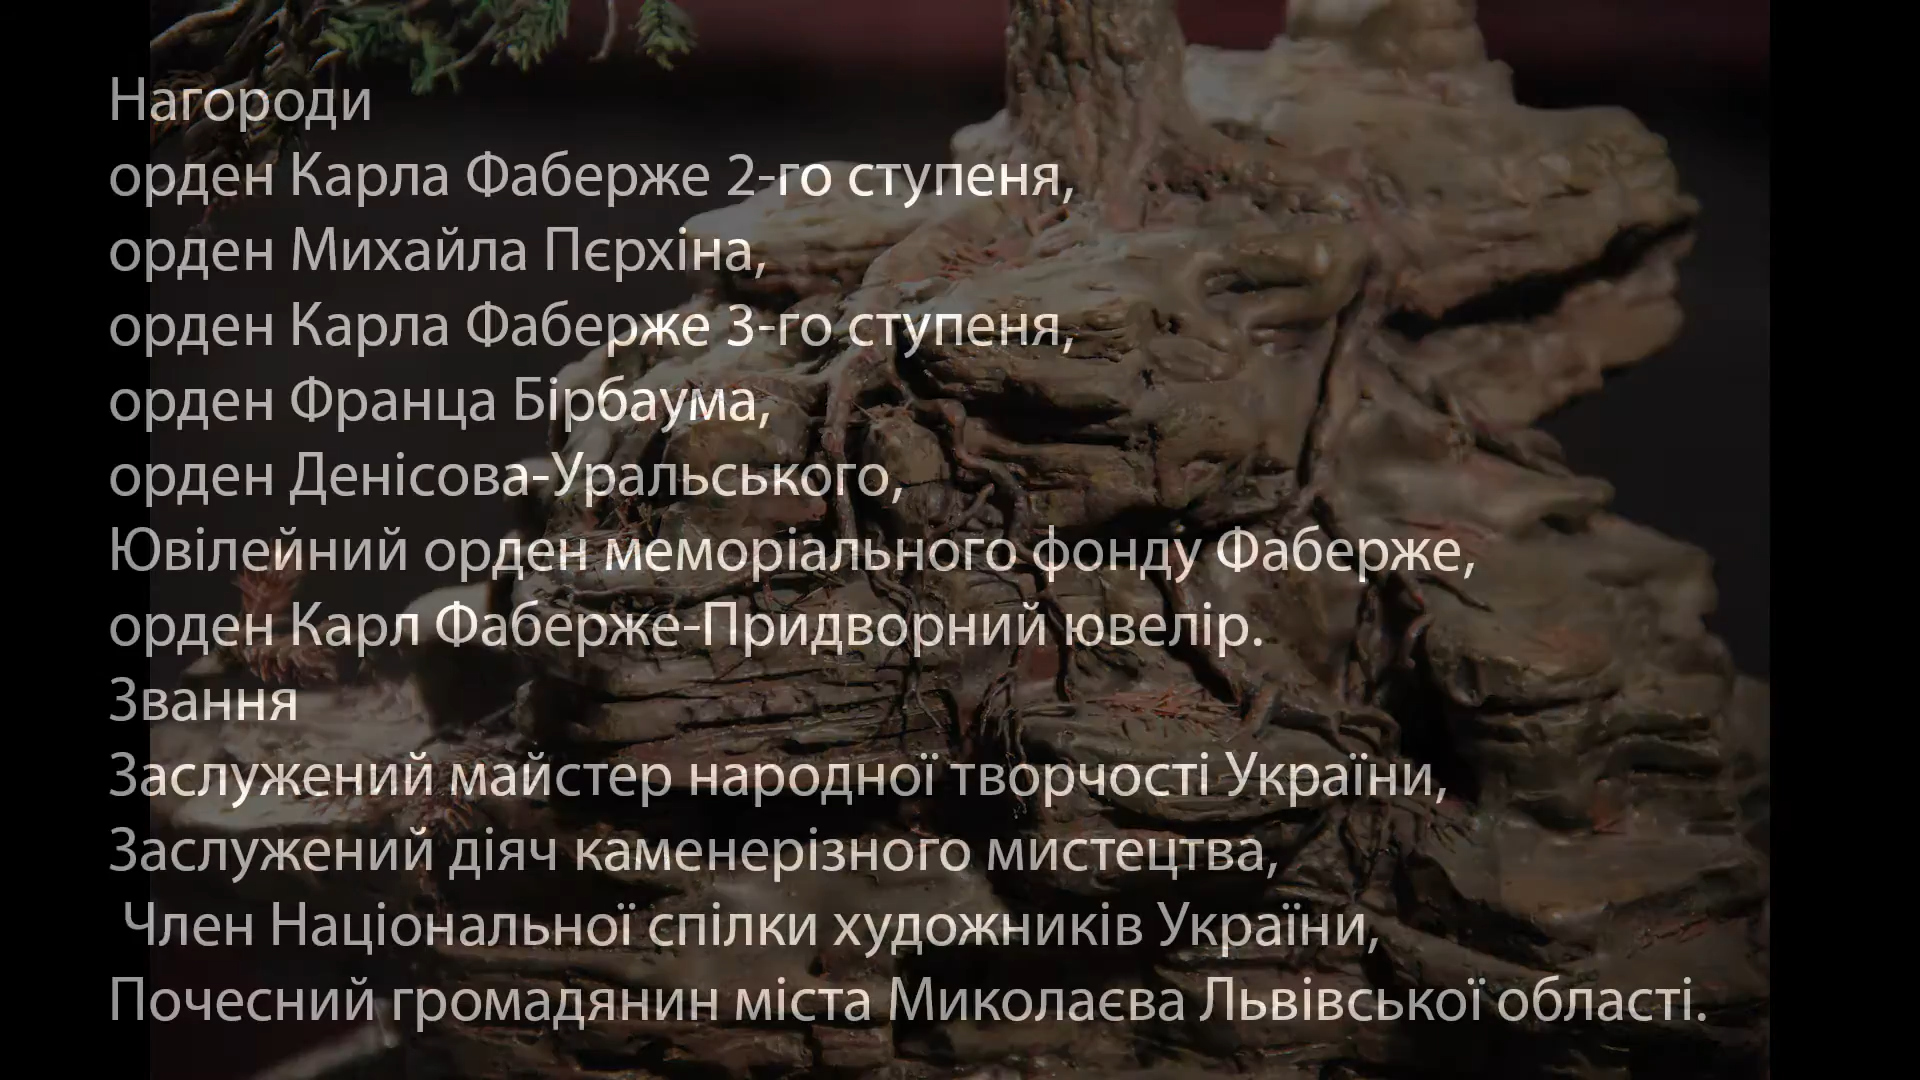 Нагороди
орден Карла Фаберже 2-го ступеня,
орден Михайла Пєрхіна,
орден Карла Фаберже 3-го ступеня,
орден Франца Бірбаума,
орден Денісова-Уральського,
Ювілейний орден меморіального фонду Фаберже,
орден Карл Фаберже-Придворний ювелір.
Звання
Заслужений майстер народної творчості України,
Заслужений діяч каменерізного мистецтва,
Член Національної спілки художників України,
Почесний громадянин міста Миколаєва Львівської області.